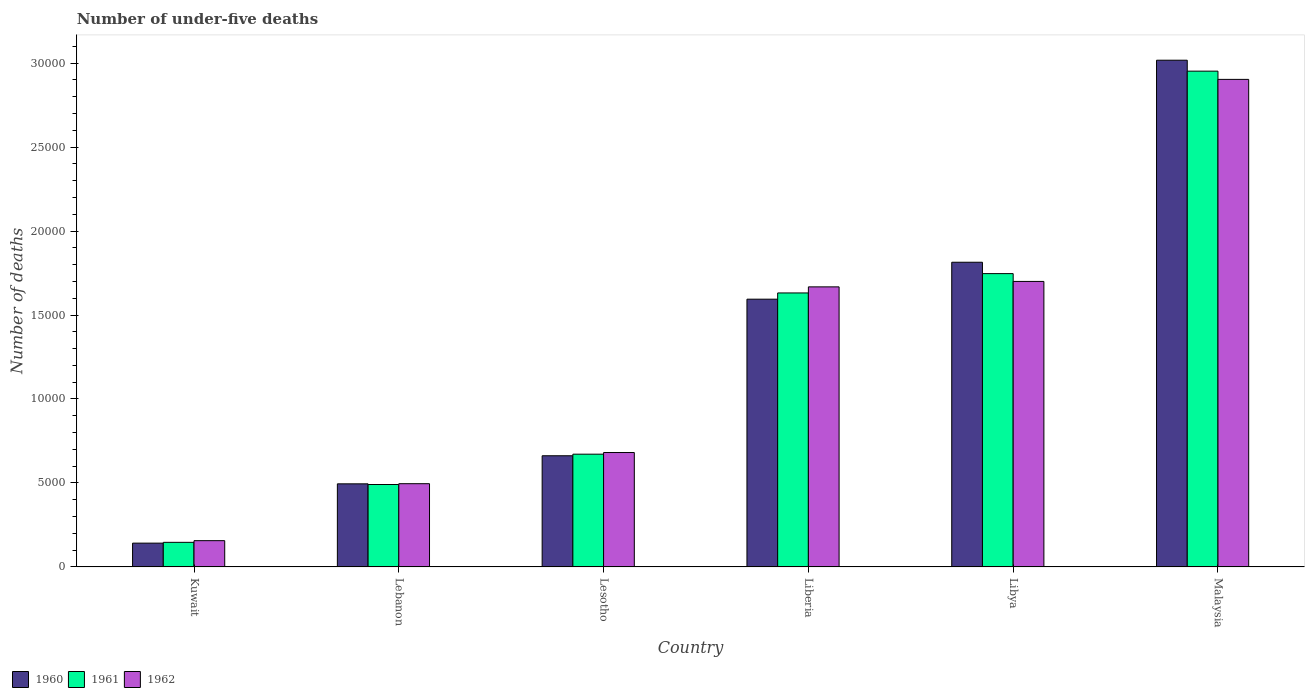 Number of under-five deaths
Number of deaths
30000
25000
20000
15000
10000
5000
0
Kuwait
Lebanon
Lesotho
Liberia
Libya
Malaysia
Country
1960
1961
1962